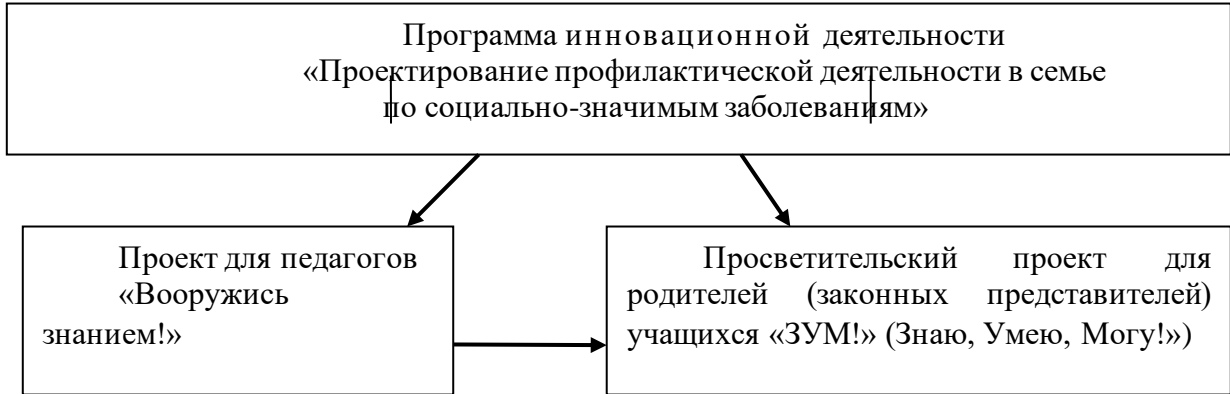 Программа инновационной деятельности
«Проектирование профилактической деятельности в семье
по социально-значимым заболеваниям»
Проект для педагогов
«Вооружись
знанием!»
Просветительский проект для
родителей (законных представителей)
учащихся «ЗУМ!» (Знаю, Умею, Могу!»)